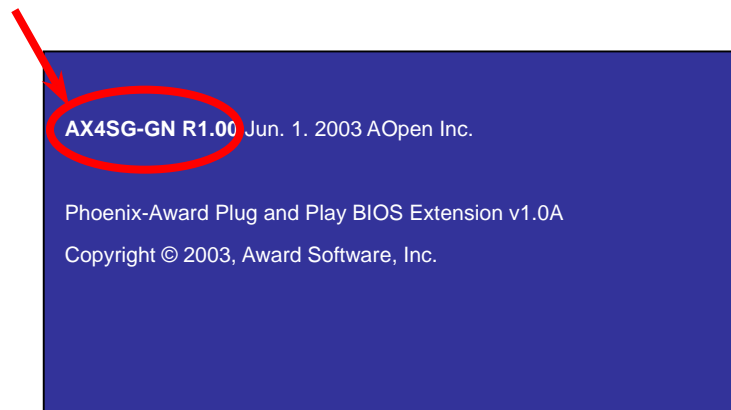 AX4SG-GN R1.00 Jun. 1. 2003 AOpen Inc.
Phoenix-Award Plug and Play BIOS Extension v1.0A
Copyright © 2003, Award Software, Inc.